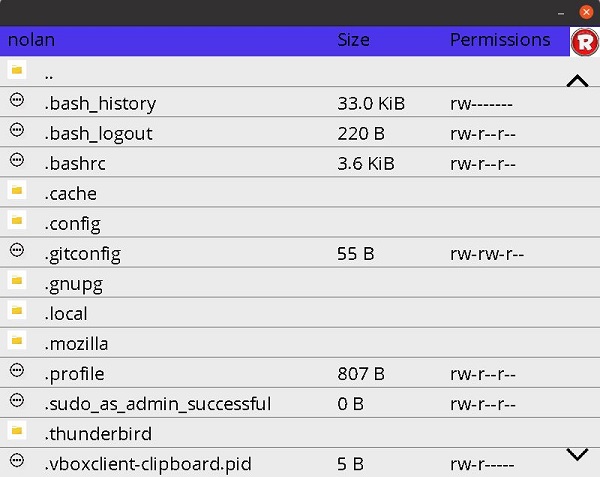 nolan Size Permissions R
..
.bash_history 33.0 KiB rw-------
.bash_logout 220 B rw-r--r--
.bashrc 3.6 KiB rw-r--r--
.cache
.config
.gitconfig 55 B rw-rw-r--
.gnupg
.local
.mozilla
.profile 807 B rw-r--r--
.sudo_as_admin_successful 0 B rw-r--r--
.thunderbird
.vboxclient-clipboard.pid 5 B rw-r-----